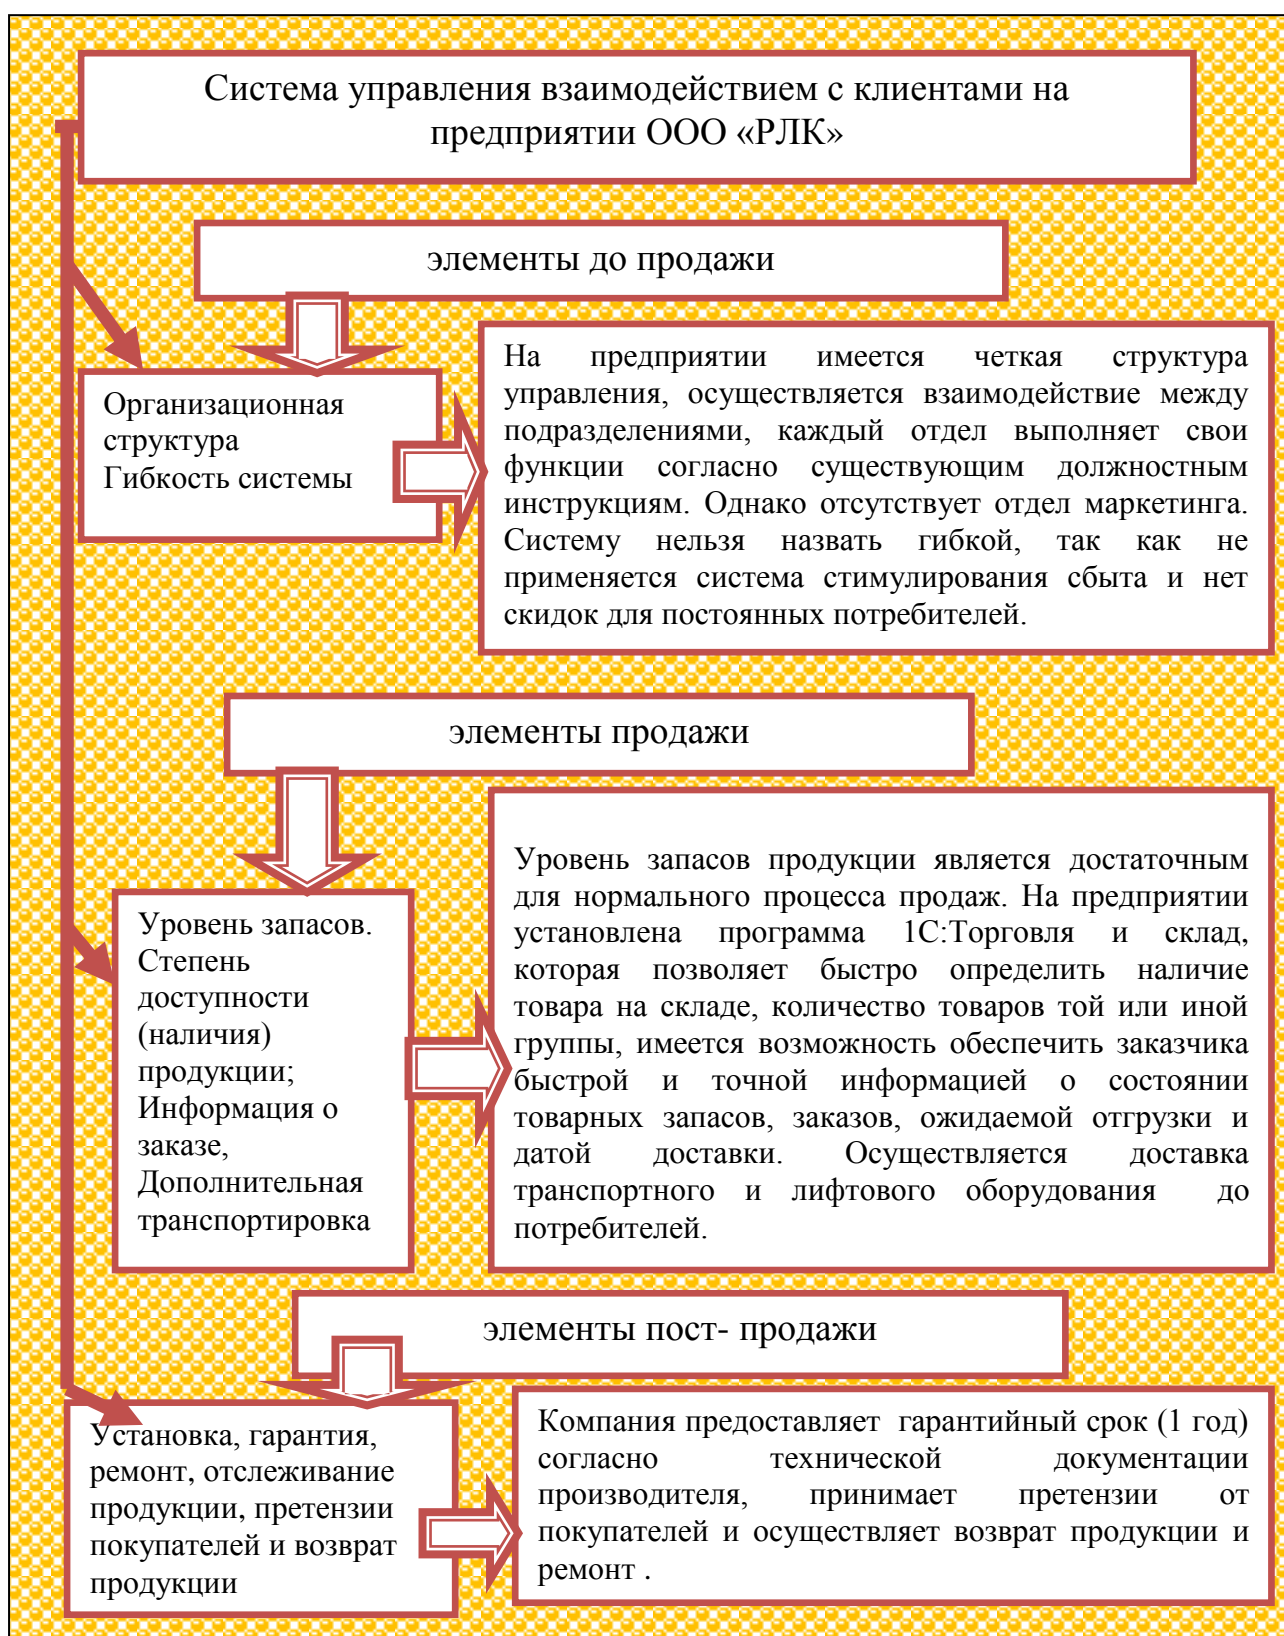 Система управления взаимодействием с клиентами на
предприятии ООО «РЛК»
элементы до продажи
Организационная
структура
Гибкость системы
На предприятии имеется четкая структура
управления, осуществляется взаимодействие между
подразделениями, каждый отдел выполняет свои
функции согласно существующим должностным
инструкциям. Однако отсутствует отдел маркетинга.
Систему нельзя назвать гибкой, так как не
применяется система стимулирования сбыта и нет
скидок для постоянных потребителей.
элементы продажи
Уровень запасов.
Степень
доступности
(наличия)
продукции;
Информация о
заказе,
Дополнительная
транспортировка
Уровень запасов продукции является достаточным
для нормального процесса продаж. На предприятии
установлена программа 1С:Торговля и склад,
которая позволяет быстро определить наличие
товара на складе, количество товаров той или иной
группы, имеется возможность обеспечить заказчика
быстрой и точной информацией о состоянии
товарных запасов, заказов, ожидаемой отгрузки и
датой доставки. Осуществляется доставка
транспортного и лифтового оборудования до
потребителей.
элементы пост- продажи
Установка, гарантия,
ремонт, отслеживание
продукции, претензии
покупателей и возврат
продукции
Компания предоставляет гарантийный срок (1 год)
согласно технической документации
производителя, принимает претензии от
покупателей и осуществляет возврат продукции и
ремонт .